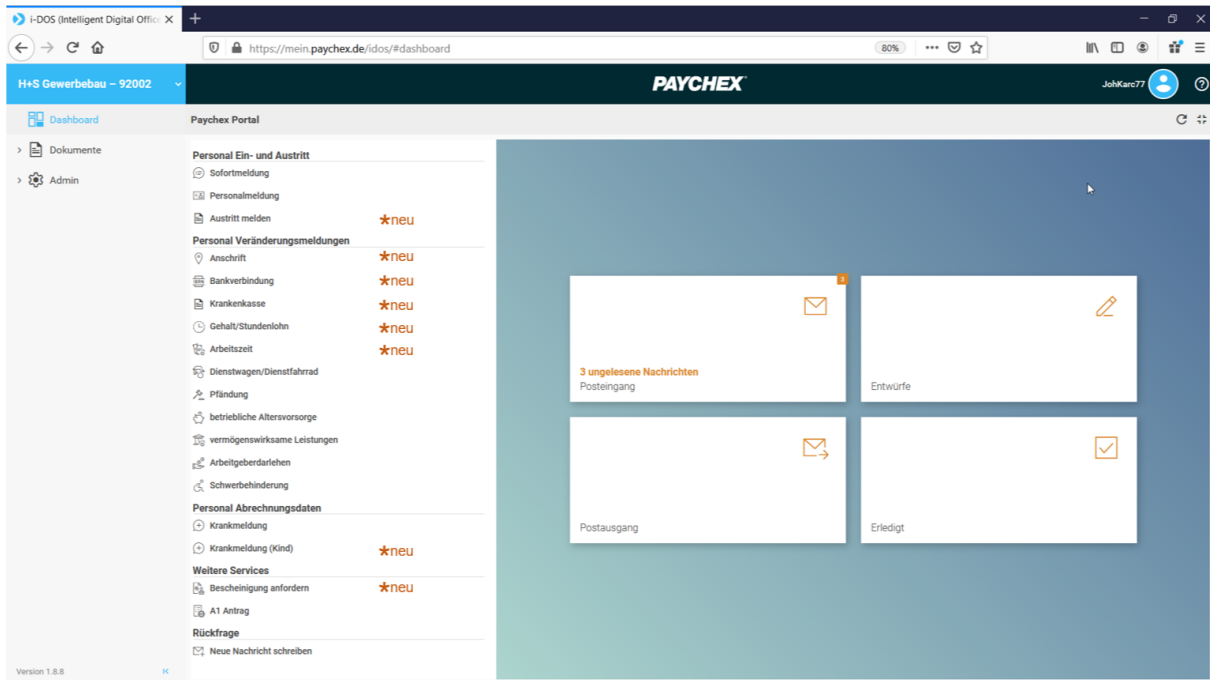 i-DOS (Intelligent Digital Office
https://mein.paychex.de/idos/#dashboard
80%
H+S Gewerbebau – 92002
PAYCHEX
JohKarc77
Dashboard
Paychex Portal
Dokumente
Admin
Personal Ein- und Austritt
Sofortmeldung
Personalmeldung
Austritt melden *neu
Personal Veränderungsmeldungen
Anschrift *neu
Bankverbindung *neu
Krankenkasse *neu
Gehalt/Stundenlohn *neu
Arbeitszeit *neu
Dienstwagen/Dienstfahrrad
Pfändung
betriebliche Altersvorsorge
vermögenswirksame Leistungen
Arbeitgeberdarlehen
Schwerbehinderung
Personal Abrechnungsdaten
Krankmeldung
Krankmeldung (Kind) *neu
Weitere Services
Bescheinigung anfordern *neu
A1 Antrag
Rückfrage
Neue Nachricht schreiben
3
3 ungelesene Nachrichten
Posteingang
Entwürfe
Postausgang
Erledigt
Version 1.8.8